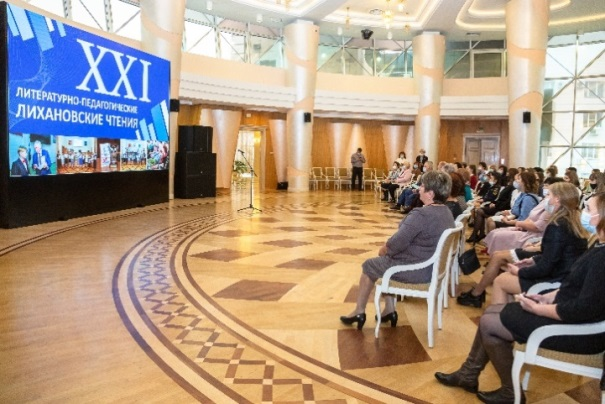 XXI
ЛИТЕРАТУРНО-ПЕДАГОГИЧЕСКИЕ
ЛИХАНОВСКИЕ ЧТЕНИЯ